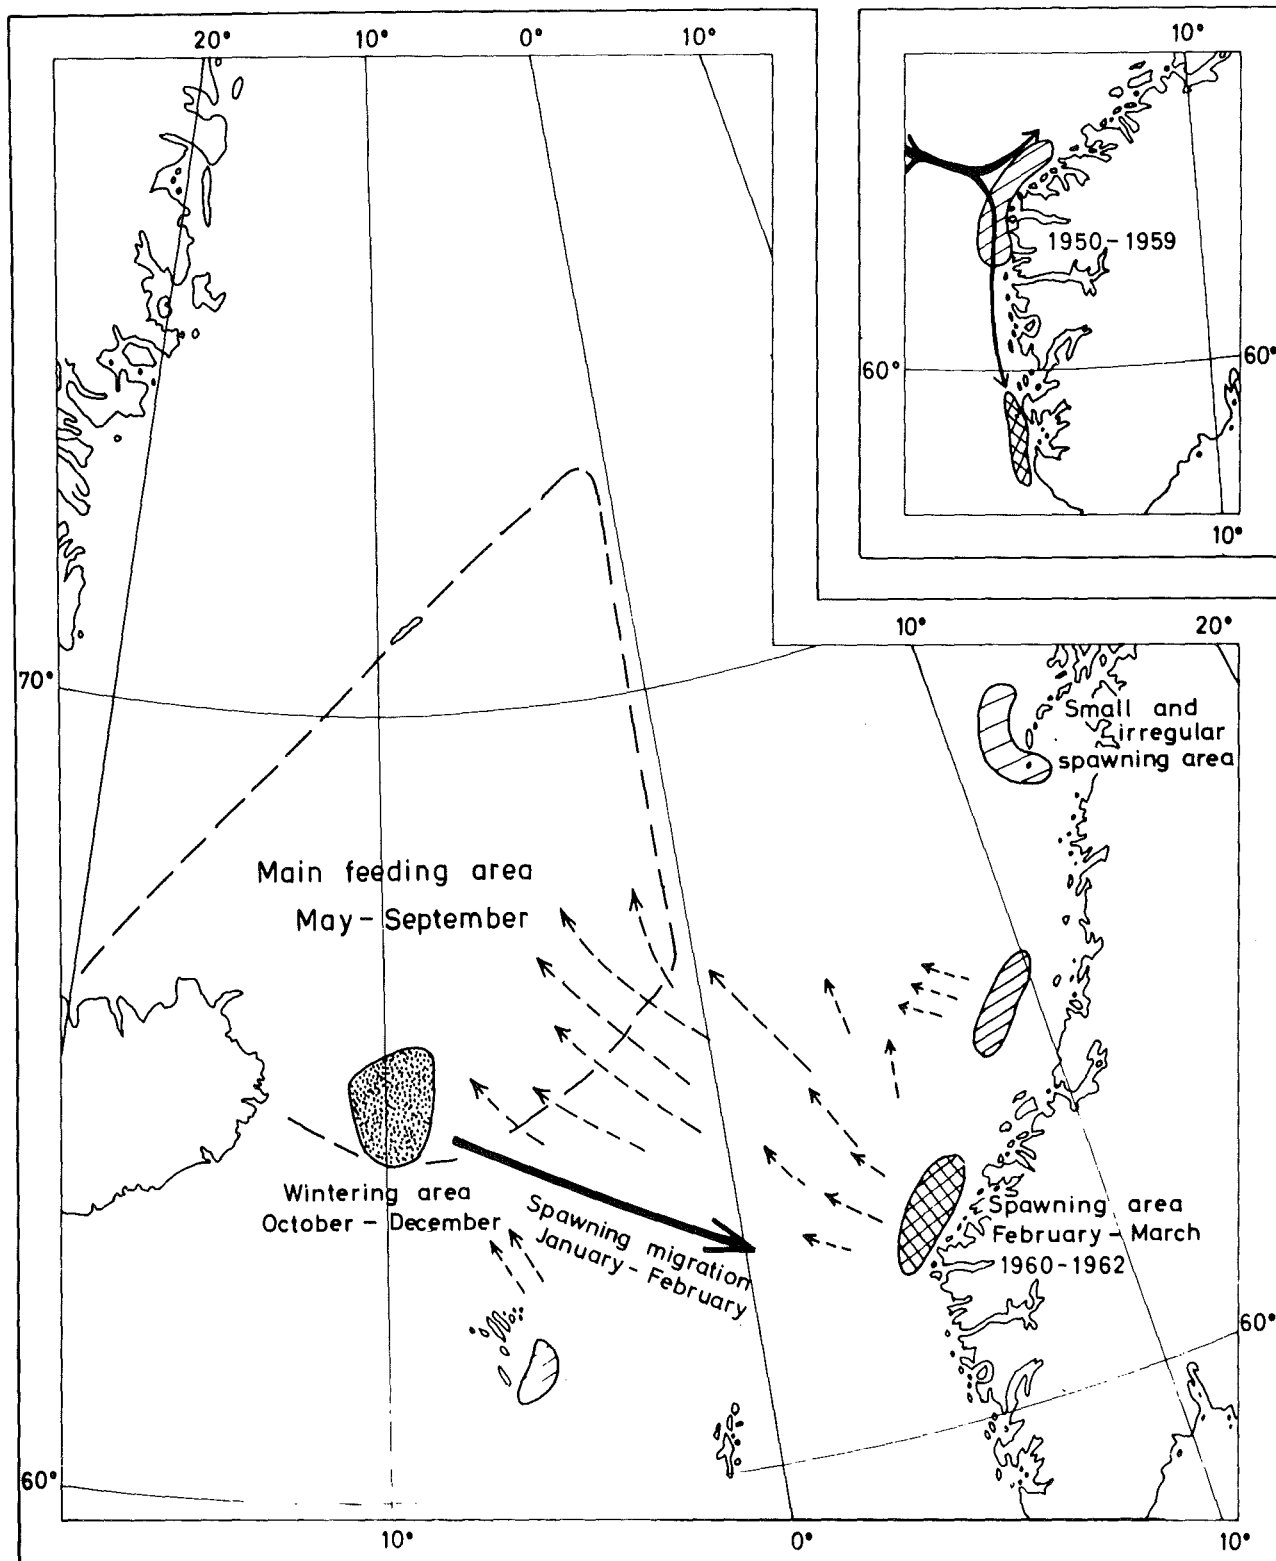 20° 10° 0° 10°
10°
1950-1959
60° 60°
10°
10° 20°
70°
Small and
irregular
spawning area
Main feeding area
May-September
Wintering area
October-December
Spawning migration
January-February
Spawning area
February-March
1960-1962
60°
60°
10° 0° 10°